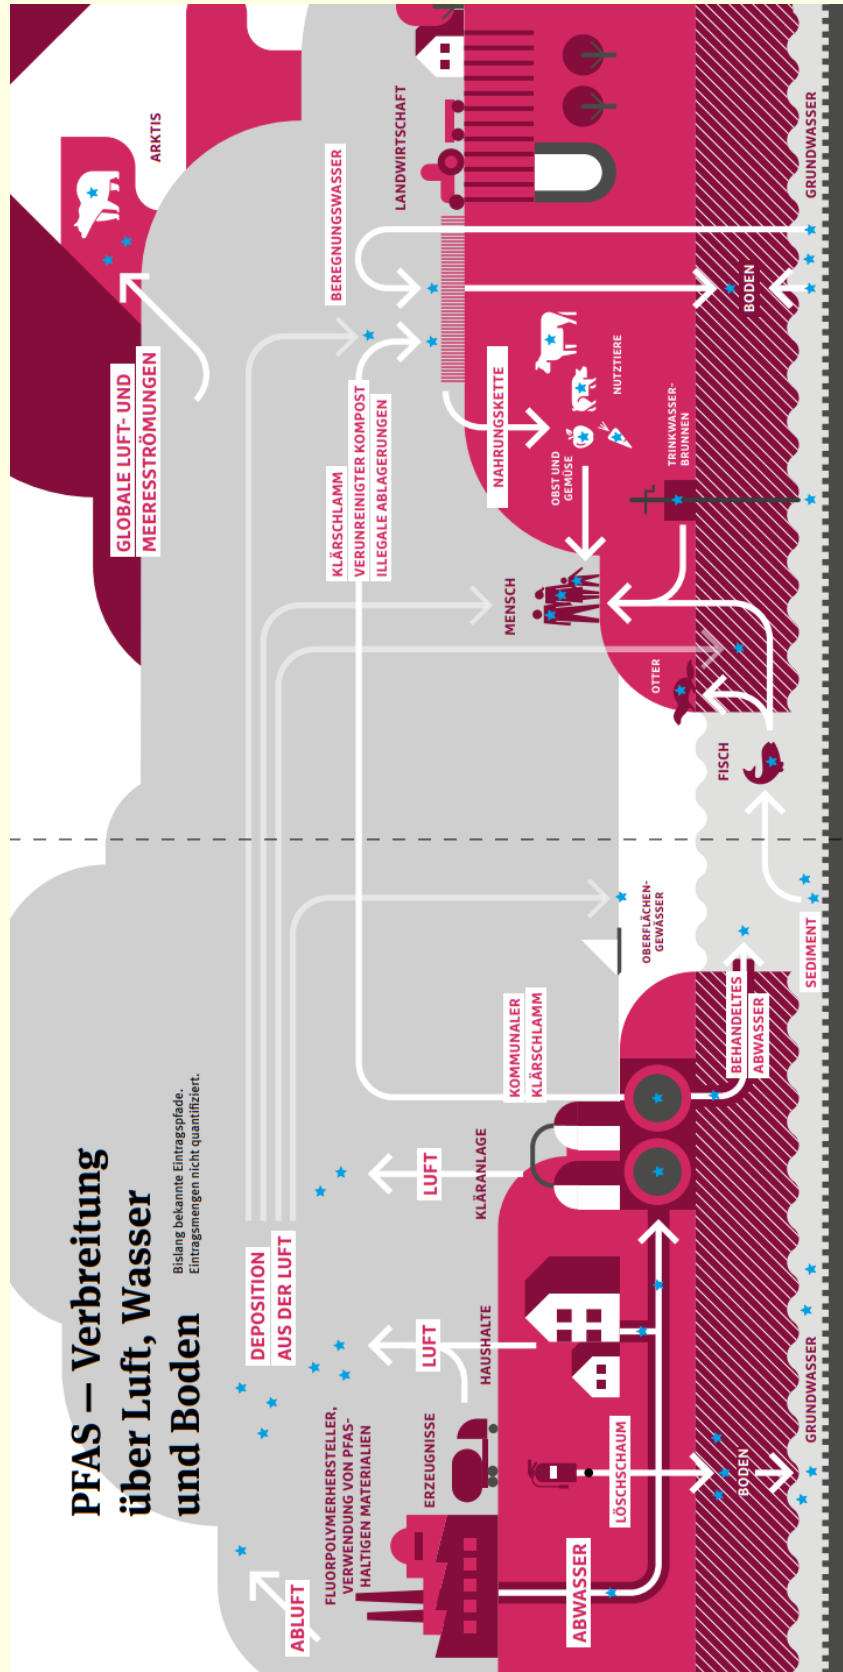 PFAS — Verbreitung
über Luft, Wasser
und Boden
Bislang bekannte Eintragspfade.
Eintragsmengen nicht quantifiziert.
ABLUFT
FLUORPOLYMERHERSTELLER,
VERWENDUNG VON PFAS-
HALTIGEN MATERIALIEN
ERZEUGNISSE
DEPOSITION
AUS DER LUFT
LUFT
HAUSHALTE
LUFT
KLÄRANLAGE
KOMMUNALER
KLÄRSCHLAMM
ABWASSER
LÖSCHSCHAUM
BODEN
GRUNDWASSER
BEHANDELTES
ABWASSER
OBERFLÄCHEN-
GEWÄSSER
SEDIMENT
FISCH
OTTER
MENSCH
GLOBALE LUFT- UND
MEERESSTRÖMUNGEN
ARKTIS
KLÄRSCHLAMM
VERUNREINIGTER KOMPOST
ILLEGALE ABLAGERUNGEN
BEREGNUNGSWASSER
LANDWIRTSCHAFT
NAHRUNGSKETTE
OBST UND
GEMÜSE
NUTZTIERE
TRINKWASSER-
BRUNNEN
BODEN
GRUNDWASSER